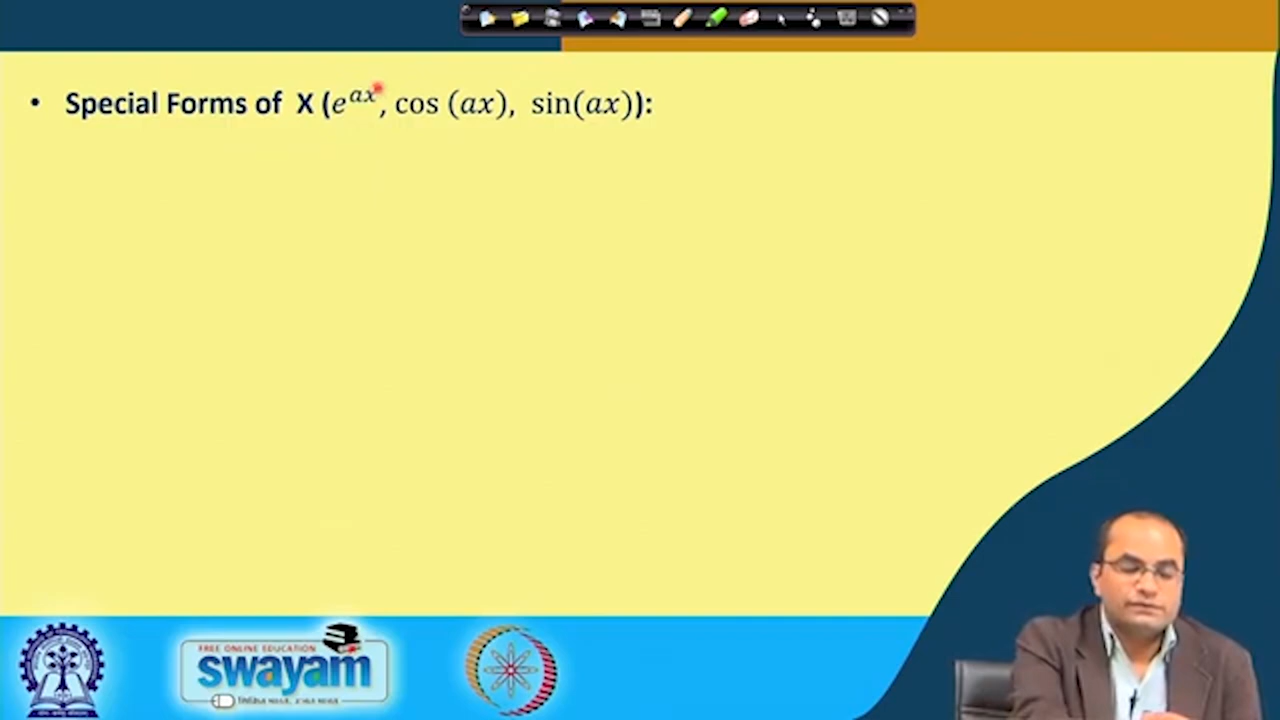 • Special Forms of X (e^{ax}, cos (ax), sin(ax)):
FREE ONLINE EDUCATION
swayam